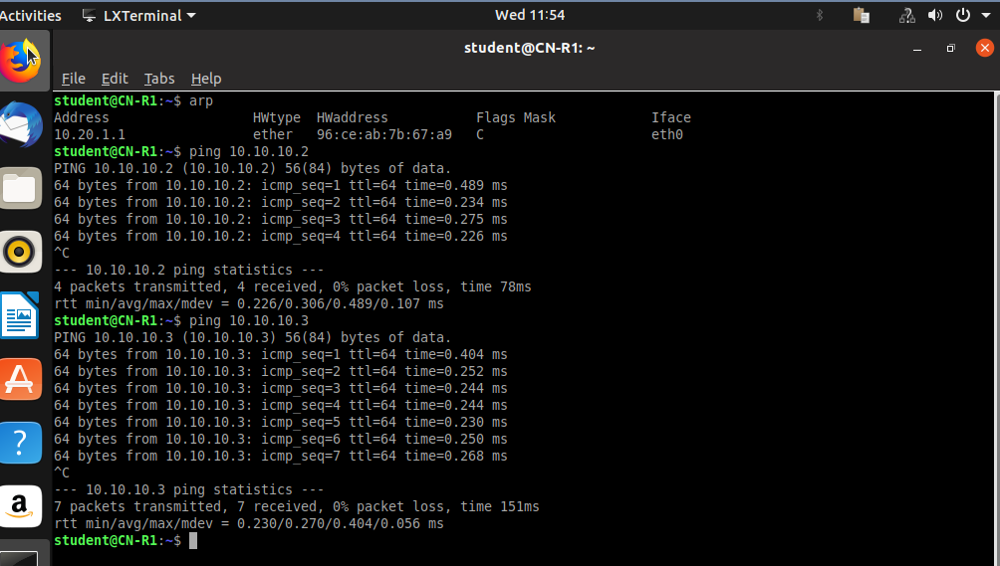 Activities LXTerminal Wed 11:54
student@CN-R1: ~
File Edit Tabs Help
student@CN-R1:~$ arp
Address HWtype HWaddress Flags Mask Iface
10.20.1.1 ether 96:ce:ab:7b:67:a9 C eth0
student@CN-R1:~$ ping 10.10.10.2
PING 10.10.10.2 (10.10.10.2) 56(84) bytes of data.
64 bytes from 10.10.10.2: icmp_seq=1 ttl=64 time=0.489 ms
64 bytes from 10.10.10.2: icmp_seq=2 ttl=64 time=0.234 ms
64 bytes from 10.10.10.2: icmp_seq=3 ttl=64 time=0.275 ms
64 bytes from 10.10.10.2: icmp_seq=4 ttl=64 time=0.226 ms
^C
--- 10.10.10.2 ping statistics ---
4 packets transmitted, 4 received, 0% packet loss, time 78ms
rtt min/avg/max/mdev = 0.226/0.306/0.489/0.107 ms
student@CN-R1:~$ ping 10.10.10.3
PING 10.10.10.3 (10.10.10.3) 56(84) bytes of data.
64 bytes from 10.10.10.3: icmp_seq=1 ttl=64 time=0.404 ms
64 bytes from 10.10.10.3: icmp_seq=2 ttl=64 time=0.252 ms
64 bytes from 10.10.10.3: icmp_seq=3 ttl=64 time=0.244 ms
64 bytes from 10.10.10.3: icmp_seq=4 ttl=64 time=0.244 ms
64 bytes from 10.10.10.3: icmp_seq=5 ttl=64 time=0.230 ms
64 bytes from 10.10.10.3: icmp_seq=6 ttl=64 time=0.250 ms
64 bytes from 10.10.10.3: icmp_seq=7 ttl=64 time=0.268 ms
^C
--- 10.10.10.3 ping statistics ---
7 packets transmitted, 7 received, 0% packet loss, time 151ms
rtt min/avg/max/mdev = 0.230/0.270/0.404/0.056 ms
student@CN-R1:~$